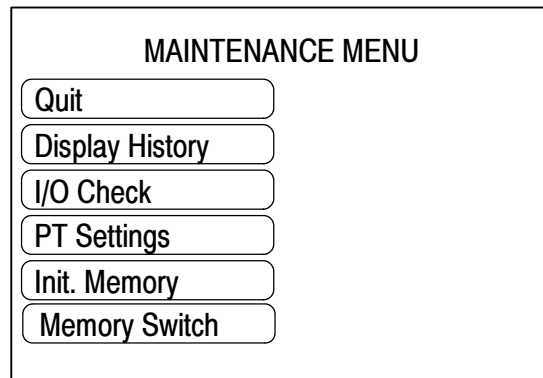 MAINTENANCE MENU
Quit
Display History
I/O Check
PT Settings
Init. Memory
Memory Switch